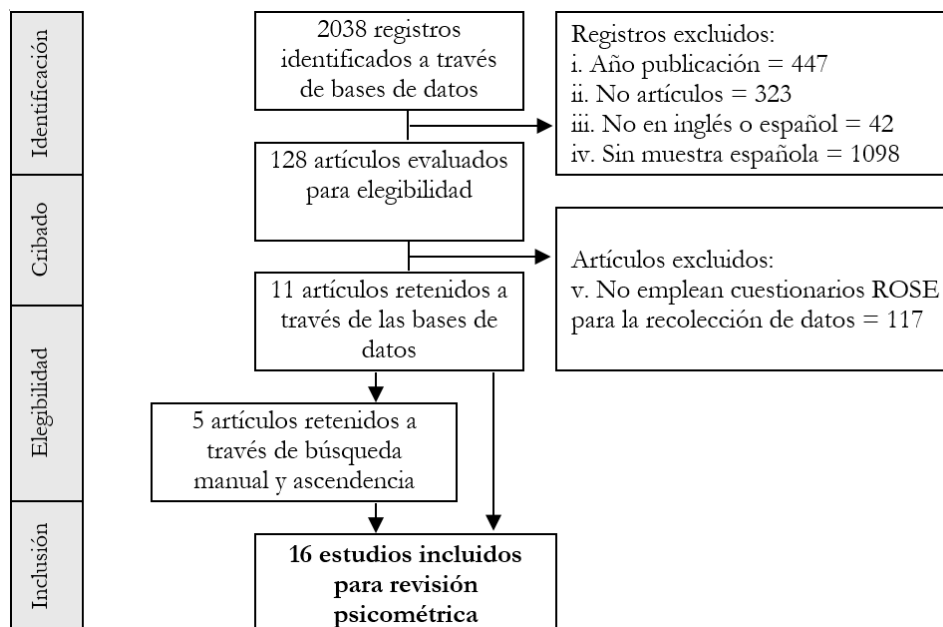 Identificación
2038 registros
identificados a través
de bases de datos
Registros excluidos:
i. Año publicación = 447
ii. No artículos = 323
iii. No en inglés o español = 42
iv. Sin muestra española = 1098
128 artículos evaluados
para elegibilidad
Cribado
Artículos excluidos:
v. No emplean cuestionarios ROSE
para la recolección de datos = 117
11 artículos retenidos a
través de las bases de
datos
Elegibilidad
5 artículos retenidos a
través de búsqueda
manual y ascendencia
Inclusión
16 estudios incluidos
para revisión
psicométrica